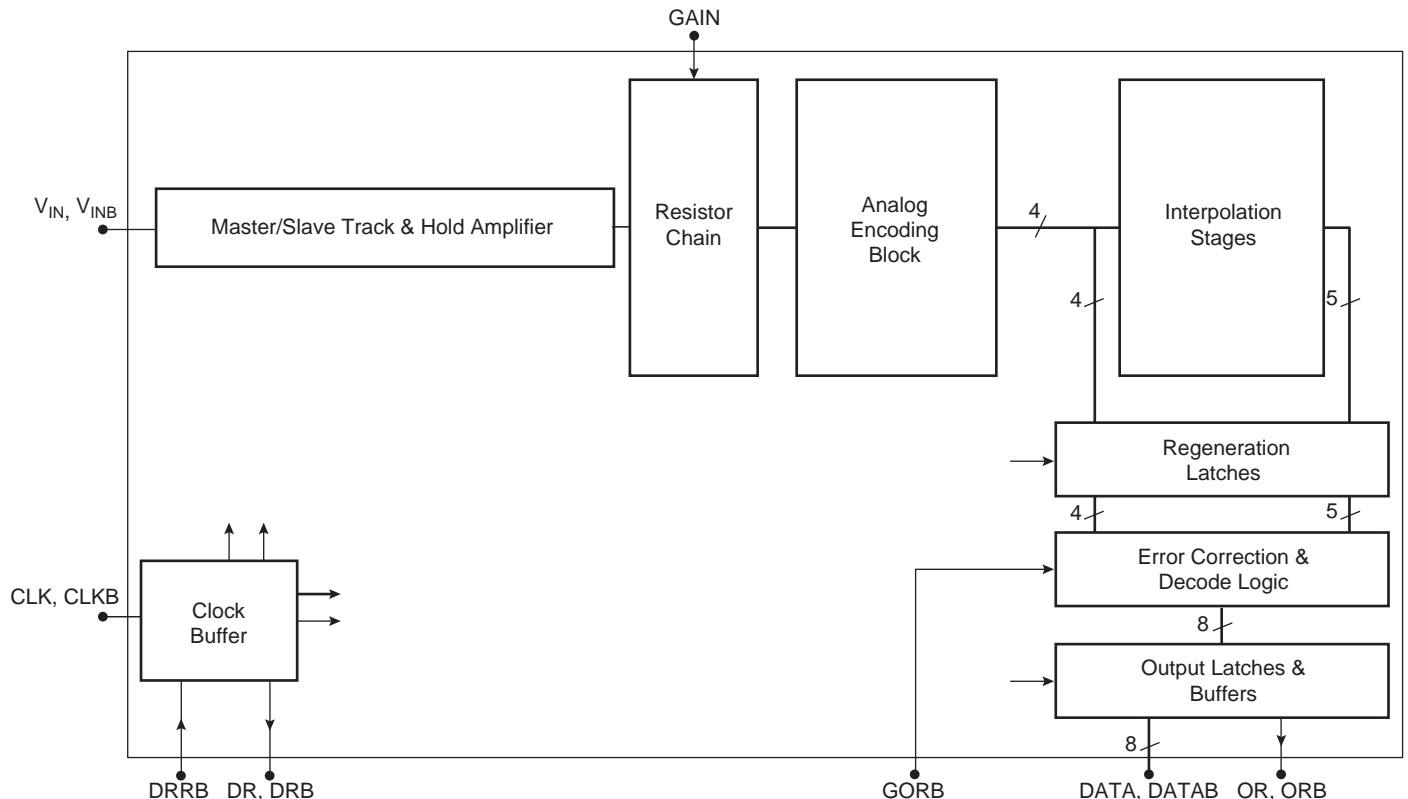 GAIN
V_IN, V_INB
Master/Slave Track & Hold Amplifier
Resistor
Chain
Analog
Encoding
Block
4
Interpolation
Stages
4
5
Regeneration
Latches
4
5
CLK, CLKB
Clock
Buffer
Error Correction &
Decode Logic
8
Output Latches &
Buffers
8
DRRB
DR, DRB
GORB
DATA, DATAB
OR, ORB